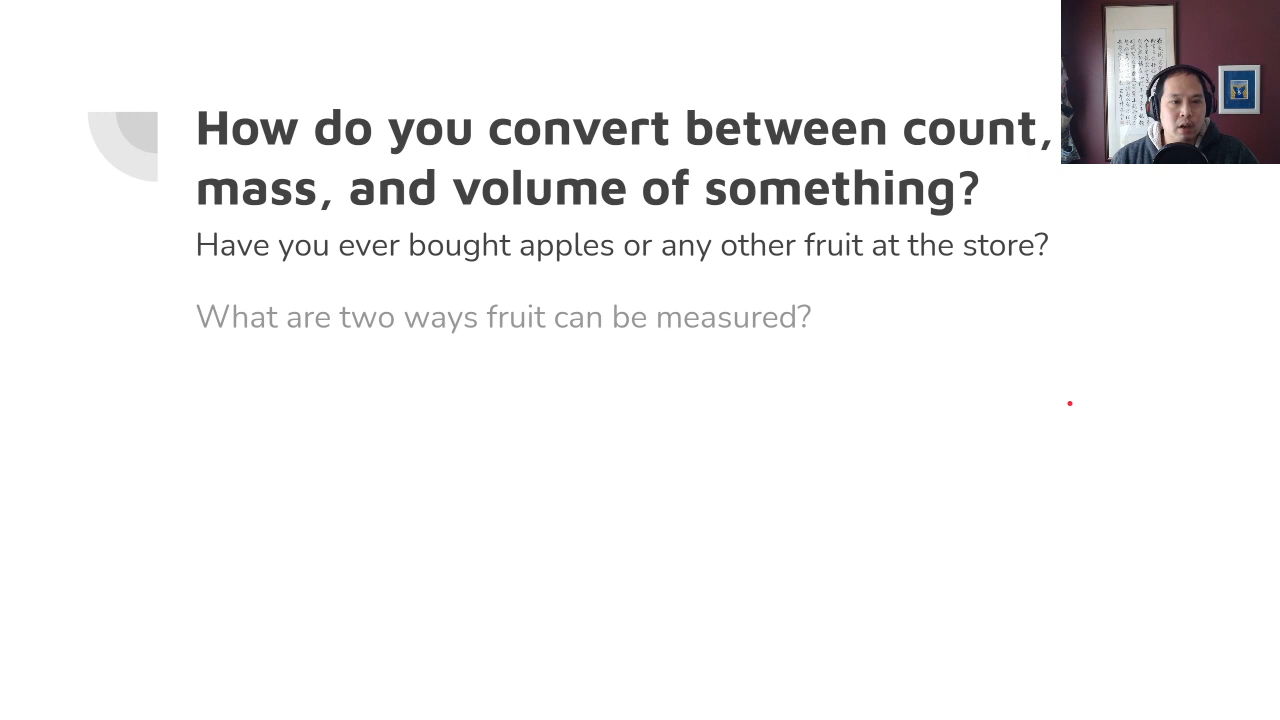 How do you convert between count,
mass, and volume of something?
Have you ever bought apples or any other fruit at the store?
What are two ways fruit can be measured?